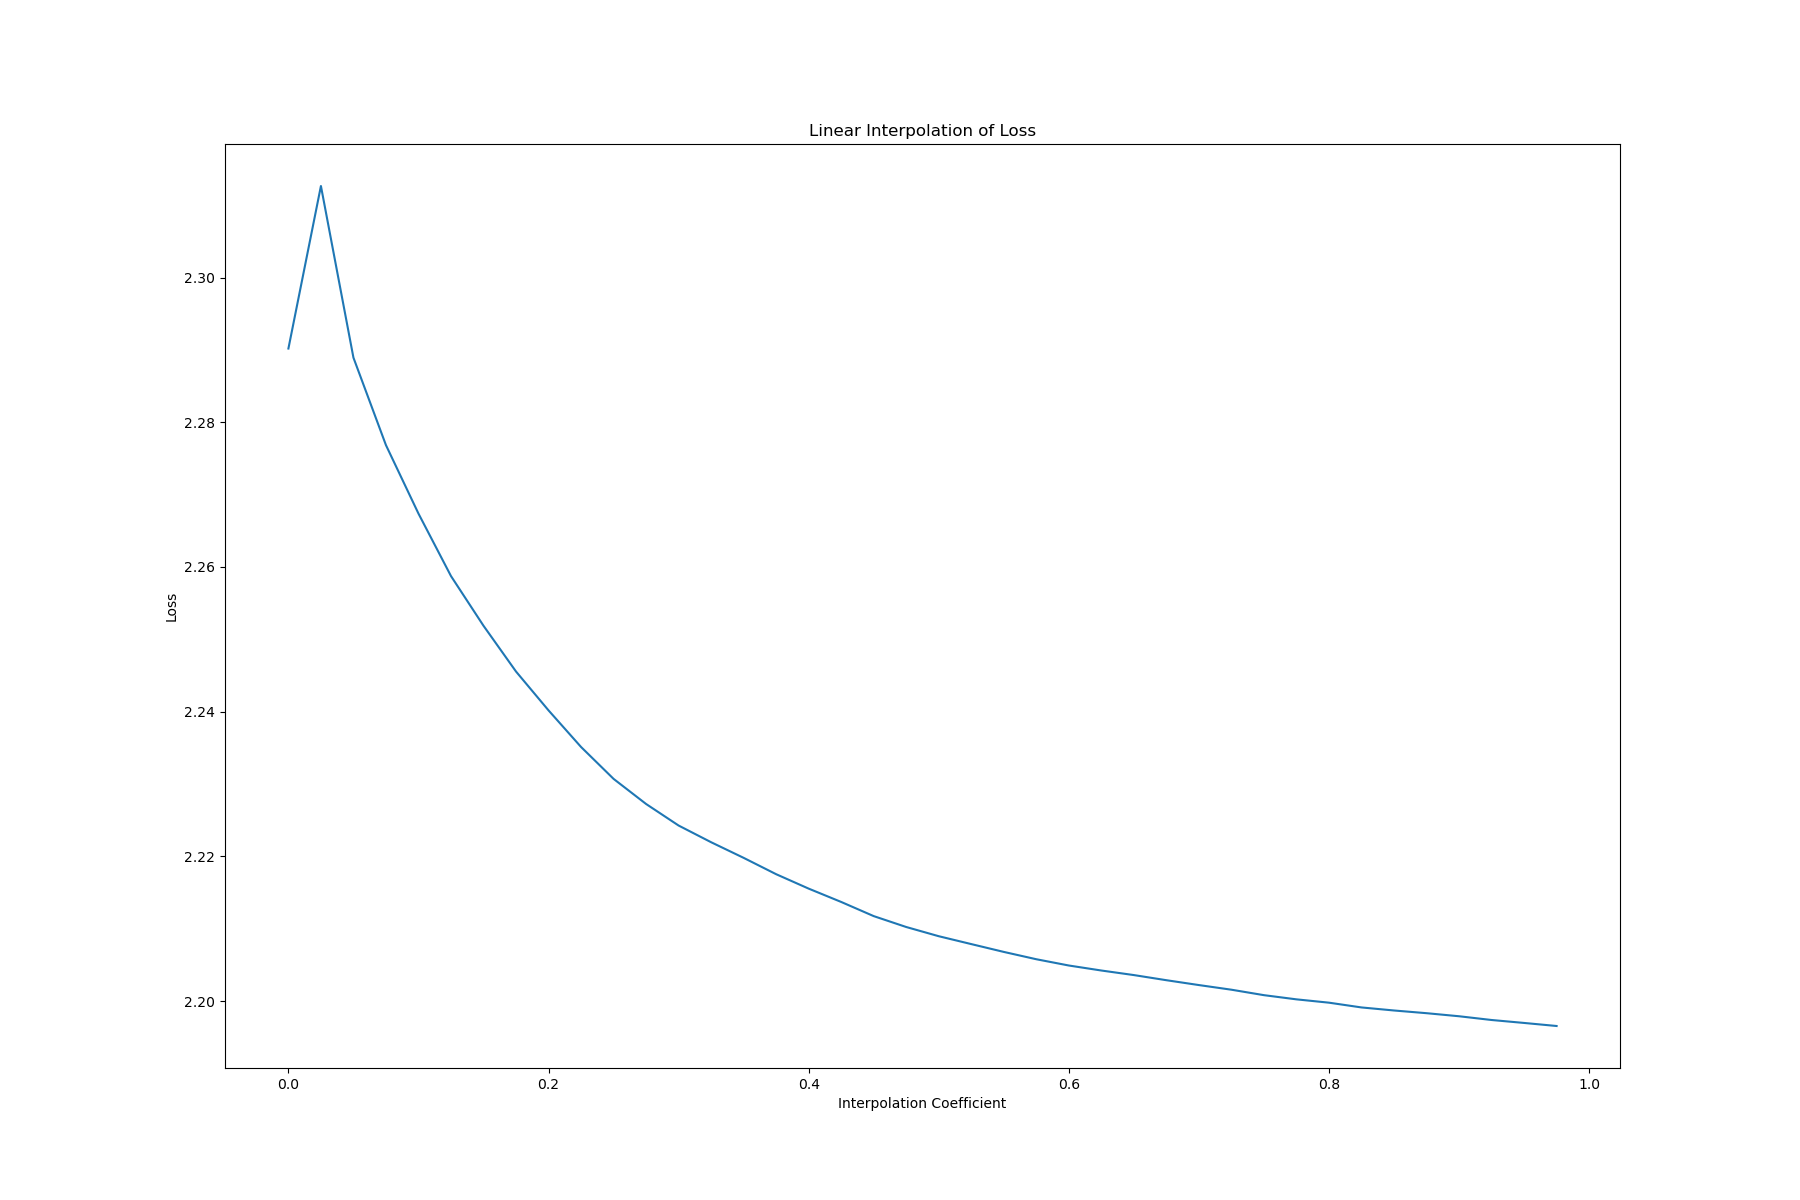 Linear Interpolation of Loss
2.30
2.28
2.26
2.24
2.22
2.20
Loss
0.0 0.2 0.4 0.6 0.8 1.0
Interpolation Coefficient